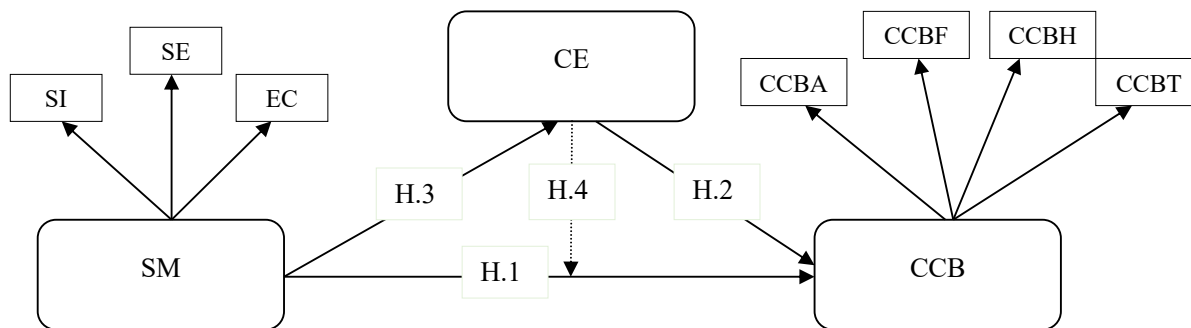 SE
CE
CCBF
CCBH
SI
EC
CCBA
CCBT
H.3
H.4
H.2
SM
H.1
CCB